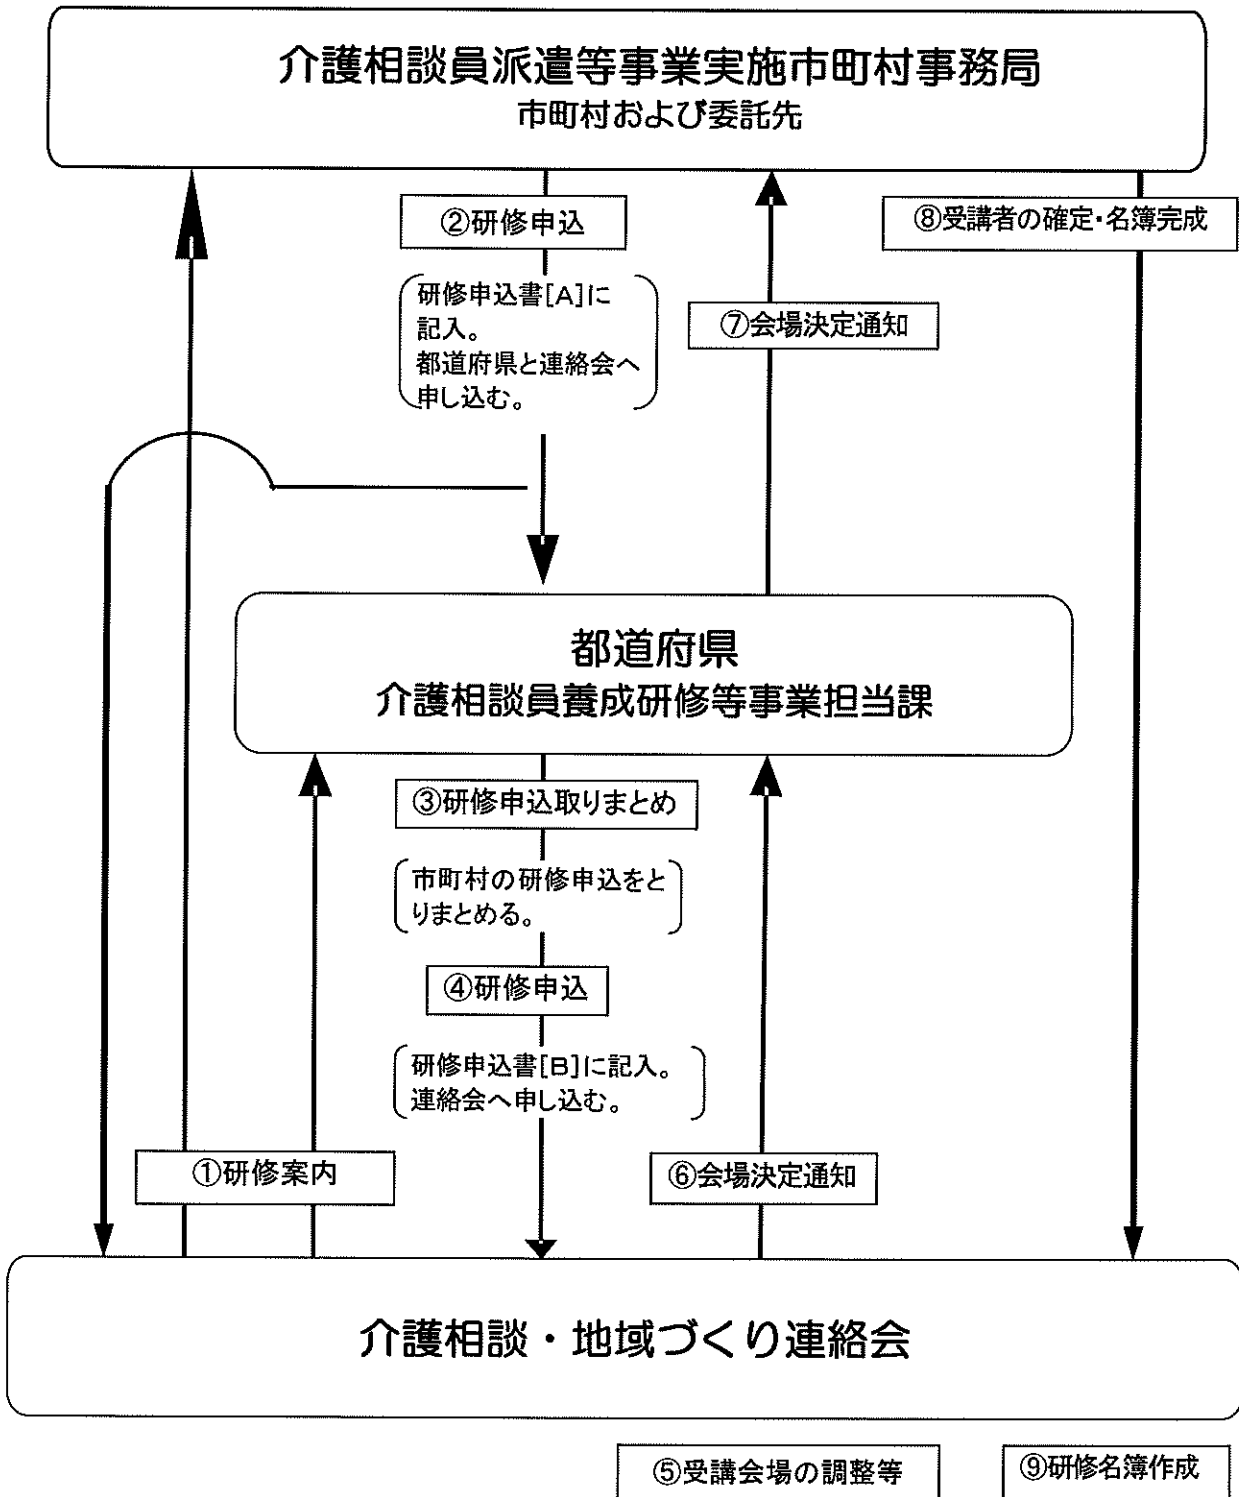 介護相談員派遣等事業実施市町村事務局
市町村および委託先
②研修申込
⑧受講者の確定・名簿完成
研修申込書[A]に
記入。
都道府県と連絡会へ
申し込む。
⑦会場決定通知
都道府県
介護相談員養成研修等事業担当課
③研修申込取りまとめ
市町村の研修申込をと
りまとめる。
④研修申込
研修申込書[B]に記入。
連絡会へ申し込む。
①研修案内
⑥会場決定通知
介護相談・地域づくり連絡会
⑤受講会場の調整等
⑨研修名簿作成